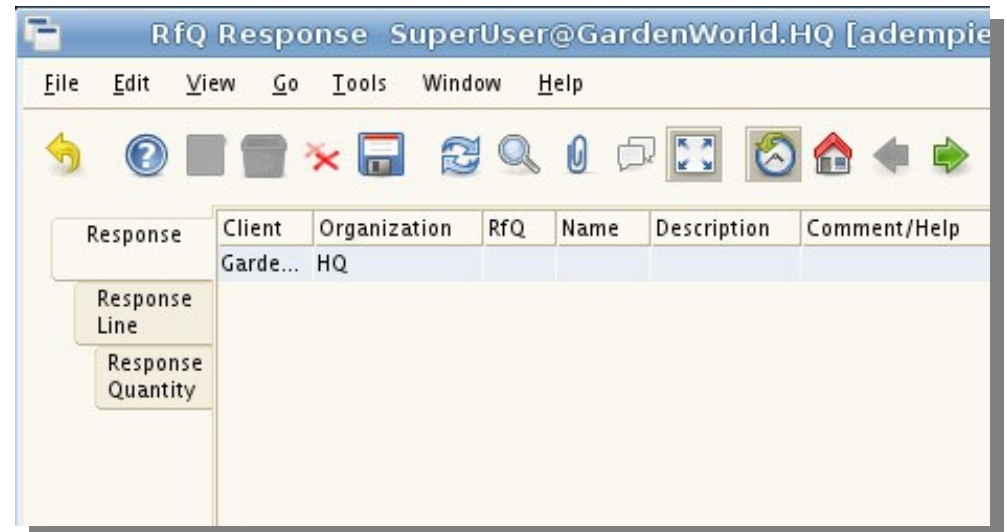 RfQ Response SuperUser@GardenWorld.HQ [adempie
File Edit View Go Tools Window Help
Response
Client Organization RfQ Name Description Comment/Help
Garde... HQ
Response
Line
Response
Quantity